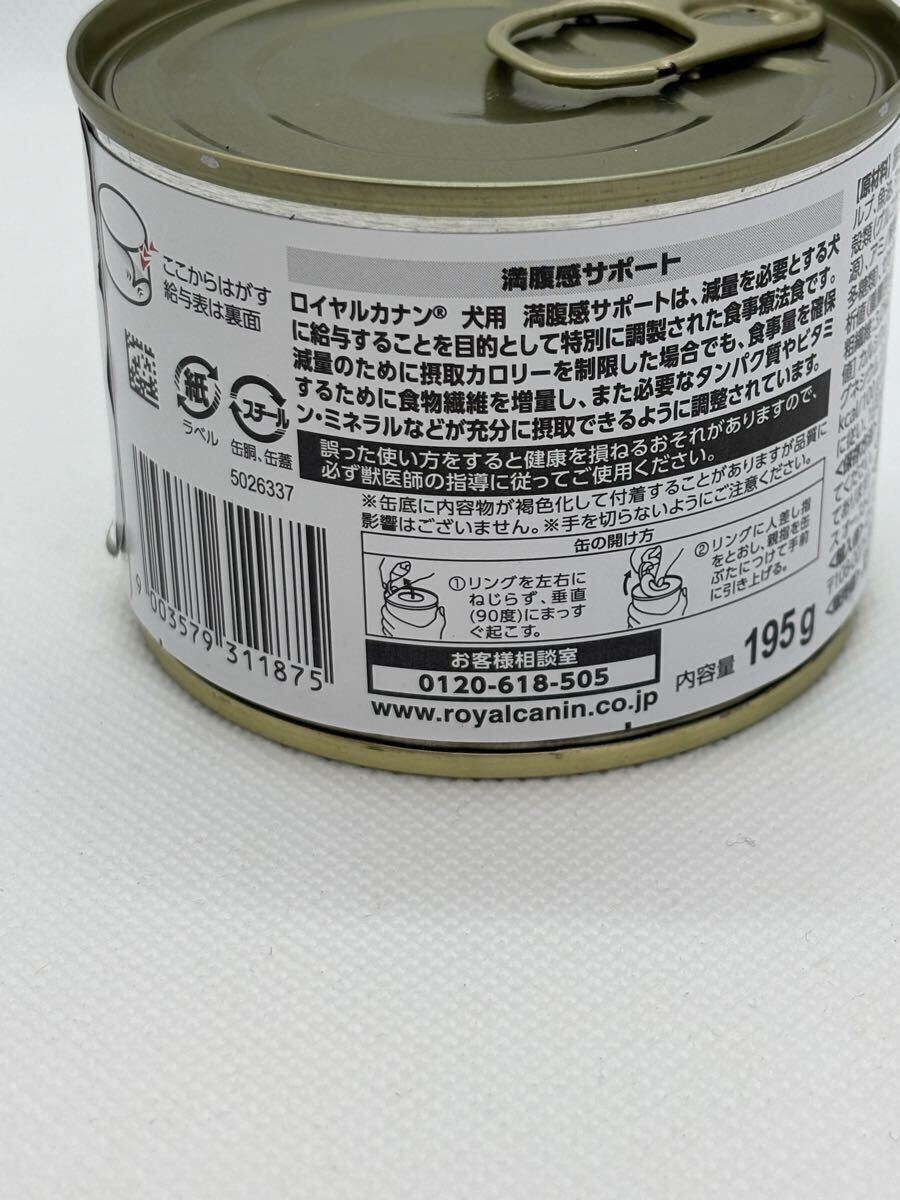 ここからはがす
給与表は裏面
紙
ラベル
スチール
缶胴、缶蓋
5026337
9 003579 311875
満腹感サポート
ロイヤルカナン® 犬用 満腹感サポートは、減量を必要とする犬
に給与することを目的として特別に調製された食事療法食です。
減量のために摂取カロリーを制限した場合でも、食事量を確保
するために食物繊維を増量し、また必要なタンパク質やビタミ
ン・ミネラルなどが充分に摂取できるように調整されています。
誤った使い方をすると健康を損ねるおそれがありますので、
必ず獣医師の指導に従ってご使用ください。
※缶底に内容物が褐色化して付着することがありますが品質に
影響はございません。※手を切らないようにご注意ください。
缶の開け方
①リングを左右に
ねじらず、垂直
(90度)にまっす
ぐ起こす。
②リングに人差し指
をとおし、親指を缶
ぶたにつけて手前
に引き上げる。
お客様相談室
0120-618-505
www.royalcanin.co.jp
内容量 195g
【原材料】